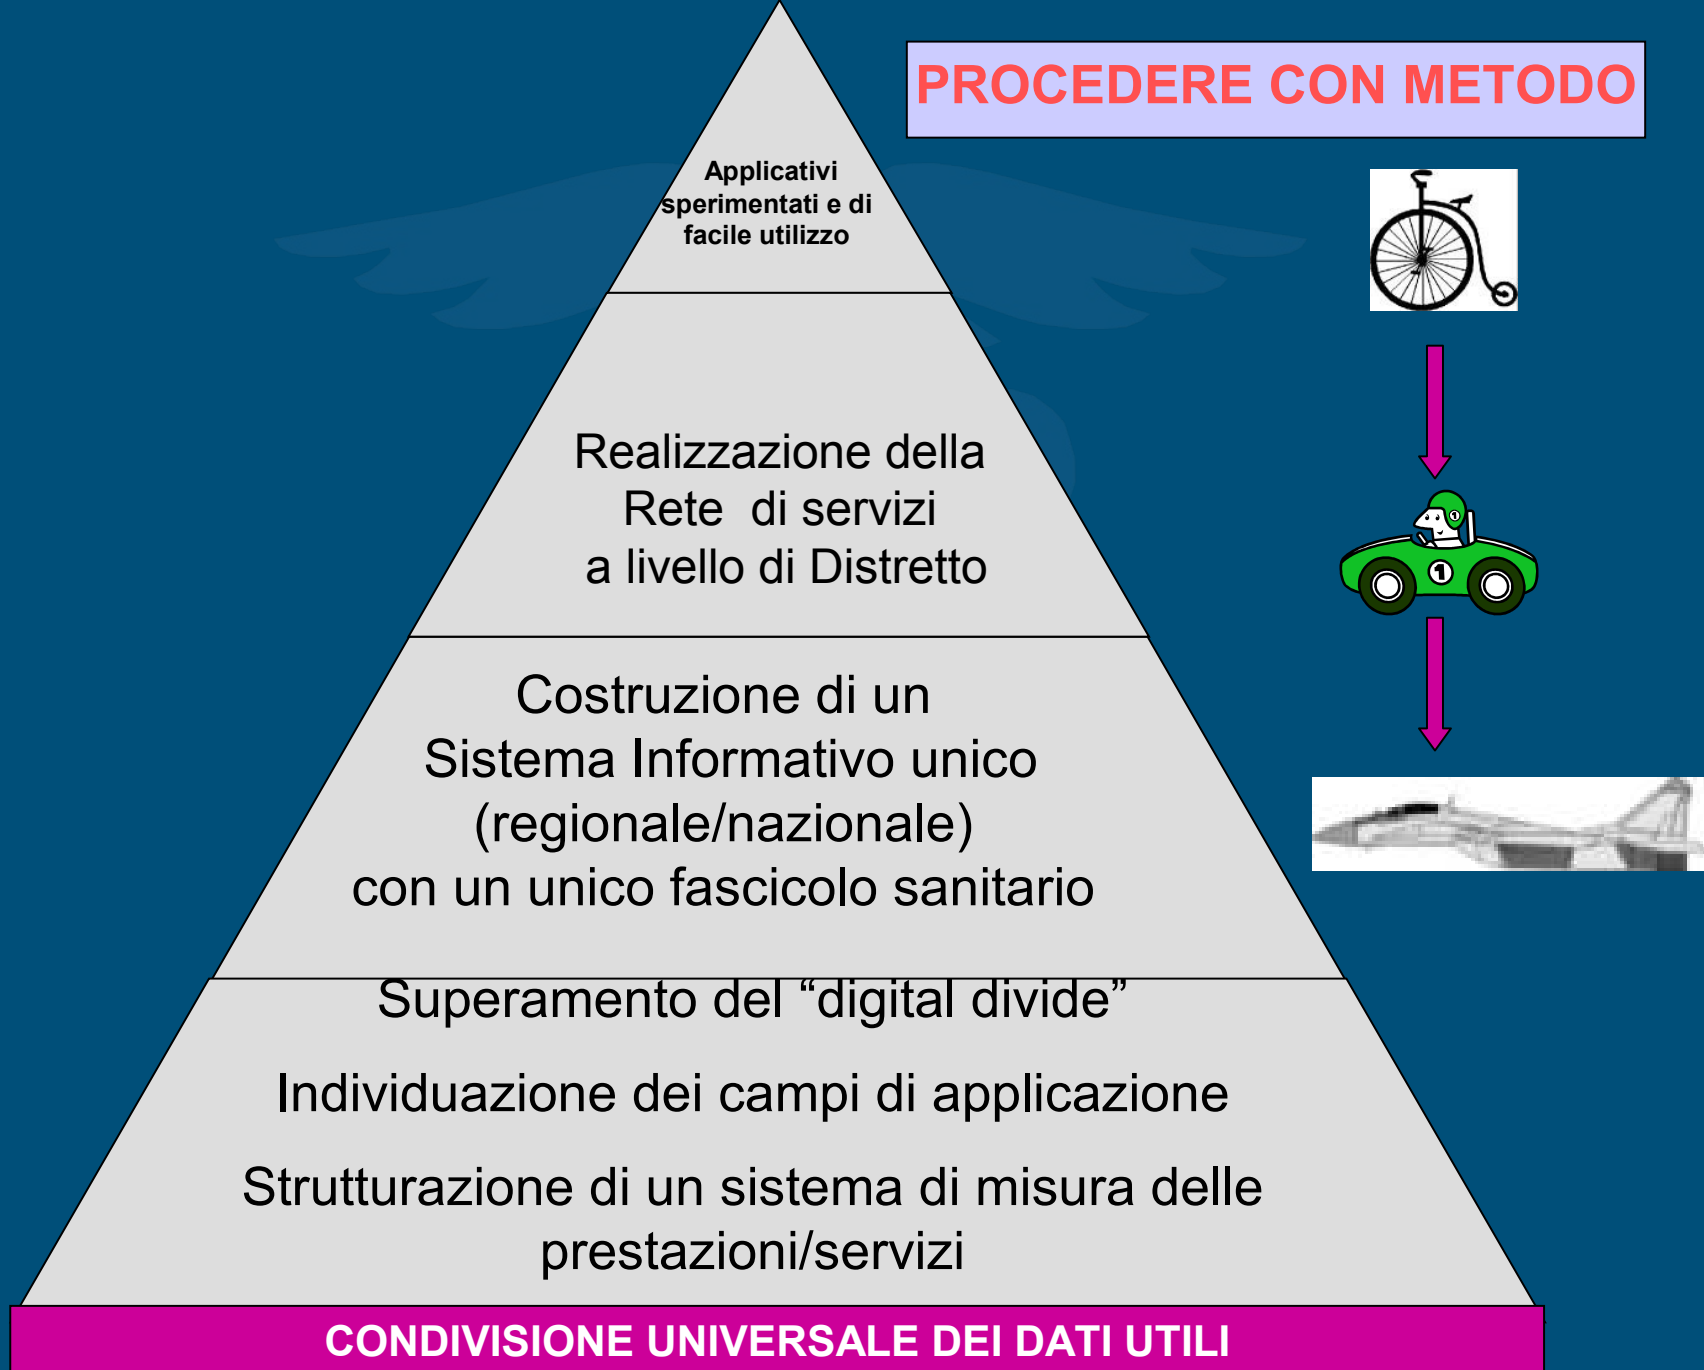 PROCEDERE CON METODO
Applicativi
sperimentati e di
facile utilizzo
Realizzazione della
Rete di servizi
a livello di Distretto
1
1
Costruzione di un
Sistema Informativo unico
(regionale/nazionale)
con un unico fascicolo sanitario
Superamento del “digital divide”
Individuazione dei campi di applicazione
Strutturazione di un sistema di misura delle
prestazioni/servizi
CONDIVISIONE UNIVERSALE DEI DATI UTILI